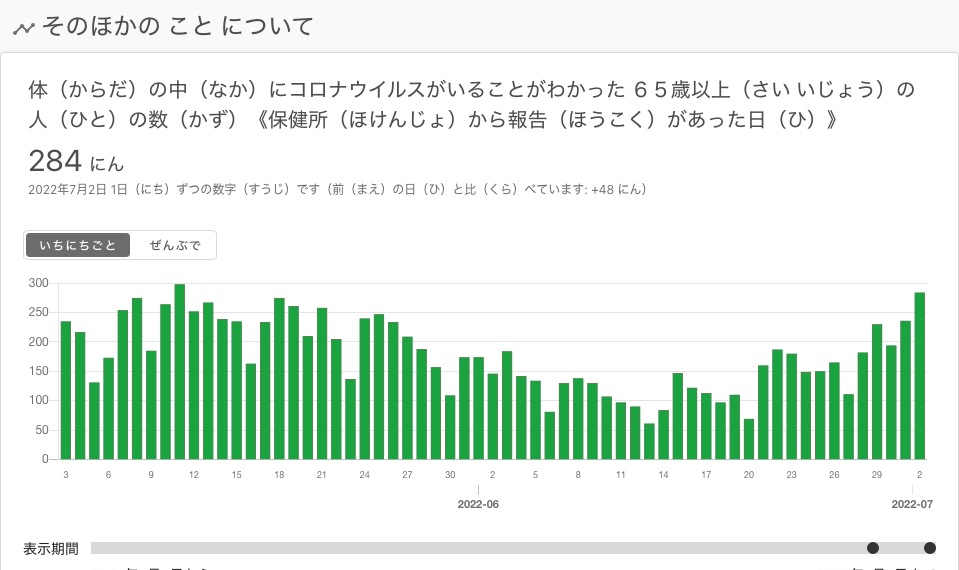 そのほかの こと について
体（からだ）の中（なか）にコロナウイルスがいることがわかった ６５歳以上（さい いじょう）の
人（ひと）の数（かず）《保健所（ほけんじょ）から報告（ほうこく）があった日（ひ）》
284 にん
2022年7月2日 1日（にち）ずつの数字（すうじ）です（前（まえ）の日（ひ）と比（くら）べています: +48 にん）
いちにちごと ぜんぶで
300
250
200
150
100
50
0
3 6 9 12 15 18 21 24 27 30 2 5 8 11 14 17 20 23 26 29 2
2022-06 2022-07
表示期間